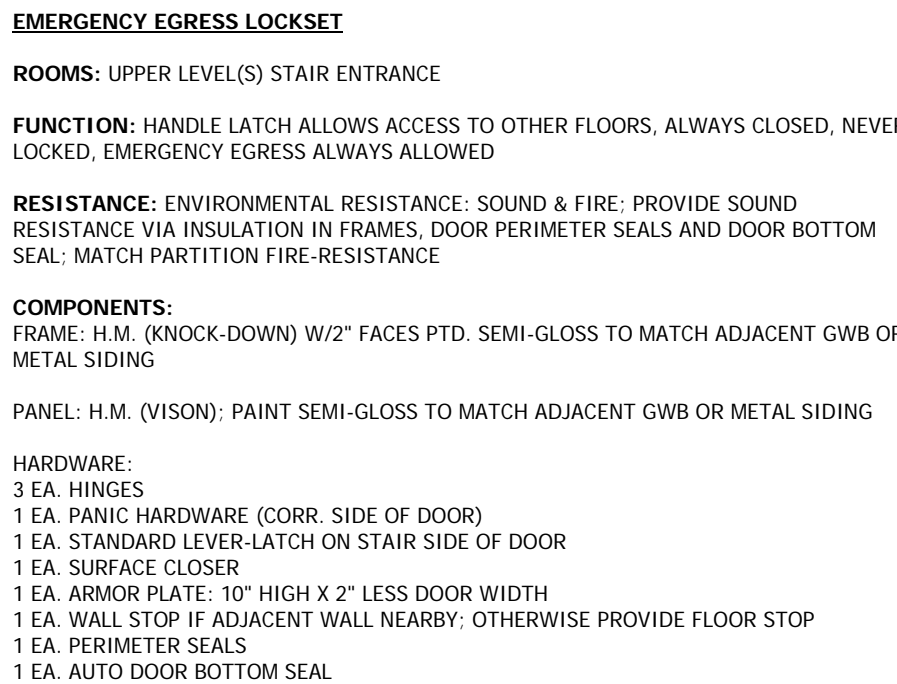 EMERGENCY EGRESS LOCKSET
ROOMS: UPPER LEVEL(S) STAIR ENTRANCE
FUNCTION: HANDLE LATCH ALLOWS ACCESS TO OTHER FLOORS, ALWAYS CLOSED, NEVER
LOCKED, EMERGENCY EGRESS ALWAYS ALLOWED
RESISTANCE: ENVIRONMENTAL RESISTANCE: SOUND & FIRE; PROVIDE SOUND
RESISTANCE VIA INSULATION IN FRAMES, DOOR PERIMETER SEALS AND DOOR BOTTOM
SEAL; MATCH PARTITION FIRE-RESISTANCE
COMPONENTS:
FRAME: H.M. (KNOCK-DOWN) W/2" FACES PTD. SEMI-GLOSS TO MATCH ADJACENT GWB OR
METAL SIDING
PANEL: H.M. (VISON); PAINT SEMI-GLOSS TO MATCH ADJACENT GWB OR METAL SIDING
HARDWARE:
3 EA. HINGES
1 EA. PANIC HARDWARE (CORR. SIDE OF DOOR)
1 EA. STANDARD LEVER-LATCH ON STAIR SIDE OF DOOR
1 EA. SURFACE CLOSER
1 EA. ARMOR PLATE: 10" HIGH X 2" LESS DOOR WIDTH
1 EA. WALL STOP IF ADJACENT WALL NEARBY; OTHERWISE PROVIDE FLOOR STOP
1 EA. PERIMETER SEALS
1 EA. AUTO DOOR BOTTOM SEAL